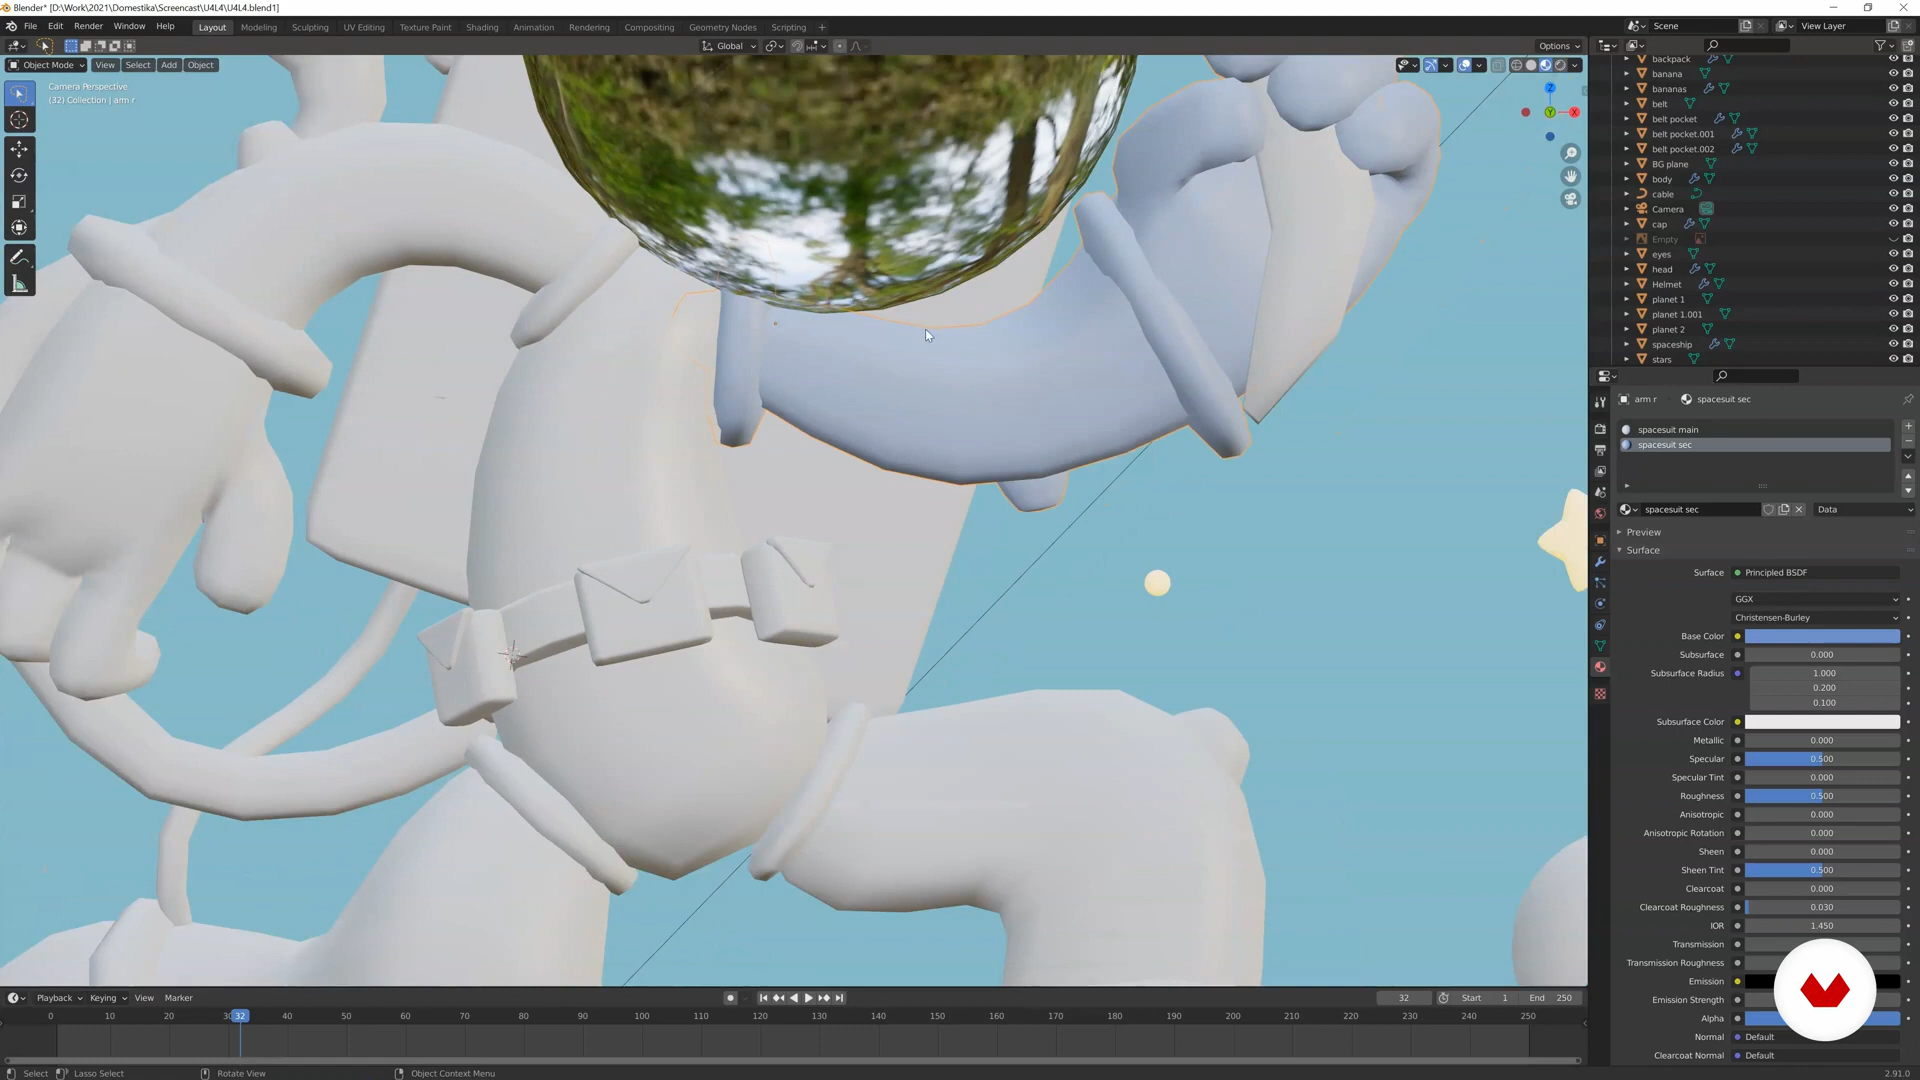 Blender* [D:\Work\2021\Domestika\Screencast\U4L4\U4L4.blend1]
File Edit Render Window Help Layout Modeling Sculpting UV Editing Texture Paint Shading Animation Rendering Compositing Geometry Nodes Scripting + Scene View Layer
Global Options
Object Mode View Select Add Object
Camera Perspective
(32) Collection | arm r
Z
Y
X
backpack
banana
bananas
belt
belt pocket
belt pocket.001
belt pocket.002
BG plane
body
cable
Camera
cap
Empty
eyes
head
Helmet
planet 1
planet 1.001
planet 2
spaceship
stars
arm r spacesuit sec
spacesuit main
spacesuit sec
spacesuit sec Data
Preview
Surface
Surface Principled BSDF
GGX
Christensen-Burley
Base Color
Subsurface 0.000
Subsurface Radius 1.000
0.200
0.100
Subsurface Color
Metallic 0.000
Specular 0.500
Specular Tint 0.000
Roughness 0.500
Anisotropic 0.000
Anisotropic Rotation 0.000
Sheen 0.000
Sheen Tint 0.500
Clearcoat 0.000
Clearcoat Roughness 0.030
IOR 1.450
Transmission
Transmission Roughness
Emission
Emission Strength
Alpha
Normal Default
Clearcoat Normal Default
Playback Keying View Marker 32 Start 1 End 250
0 10 20 32 40 50 60 70 80 90 100 110 120 130 140 150 160 170 180 190 200 210 220 230 240 250
Select Lasso Select Rotate View Object Context Menu 2.91.0